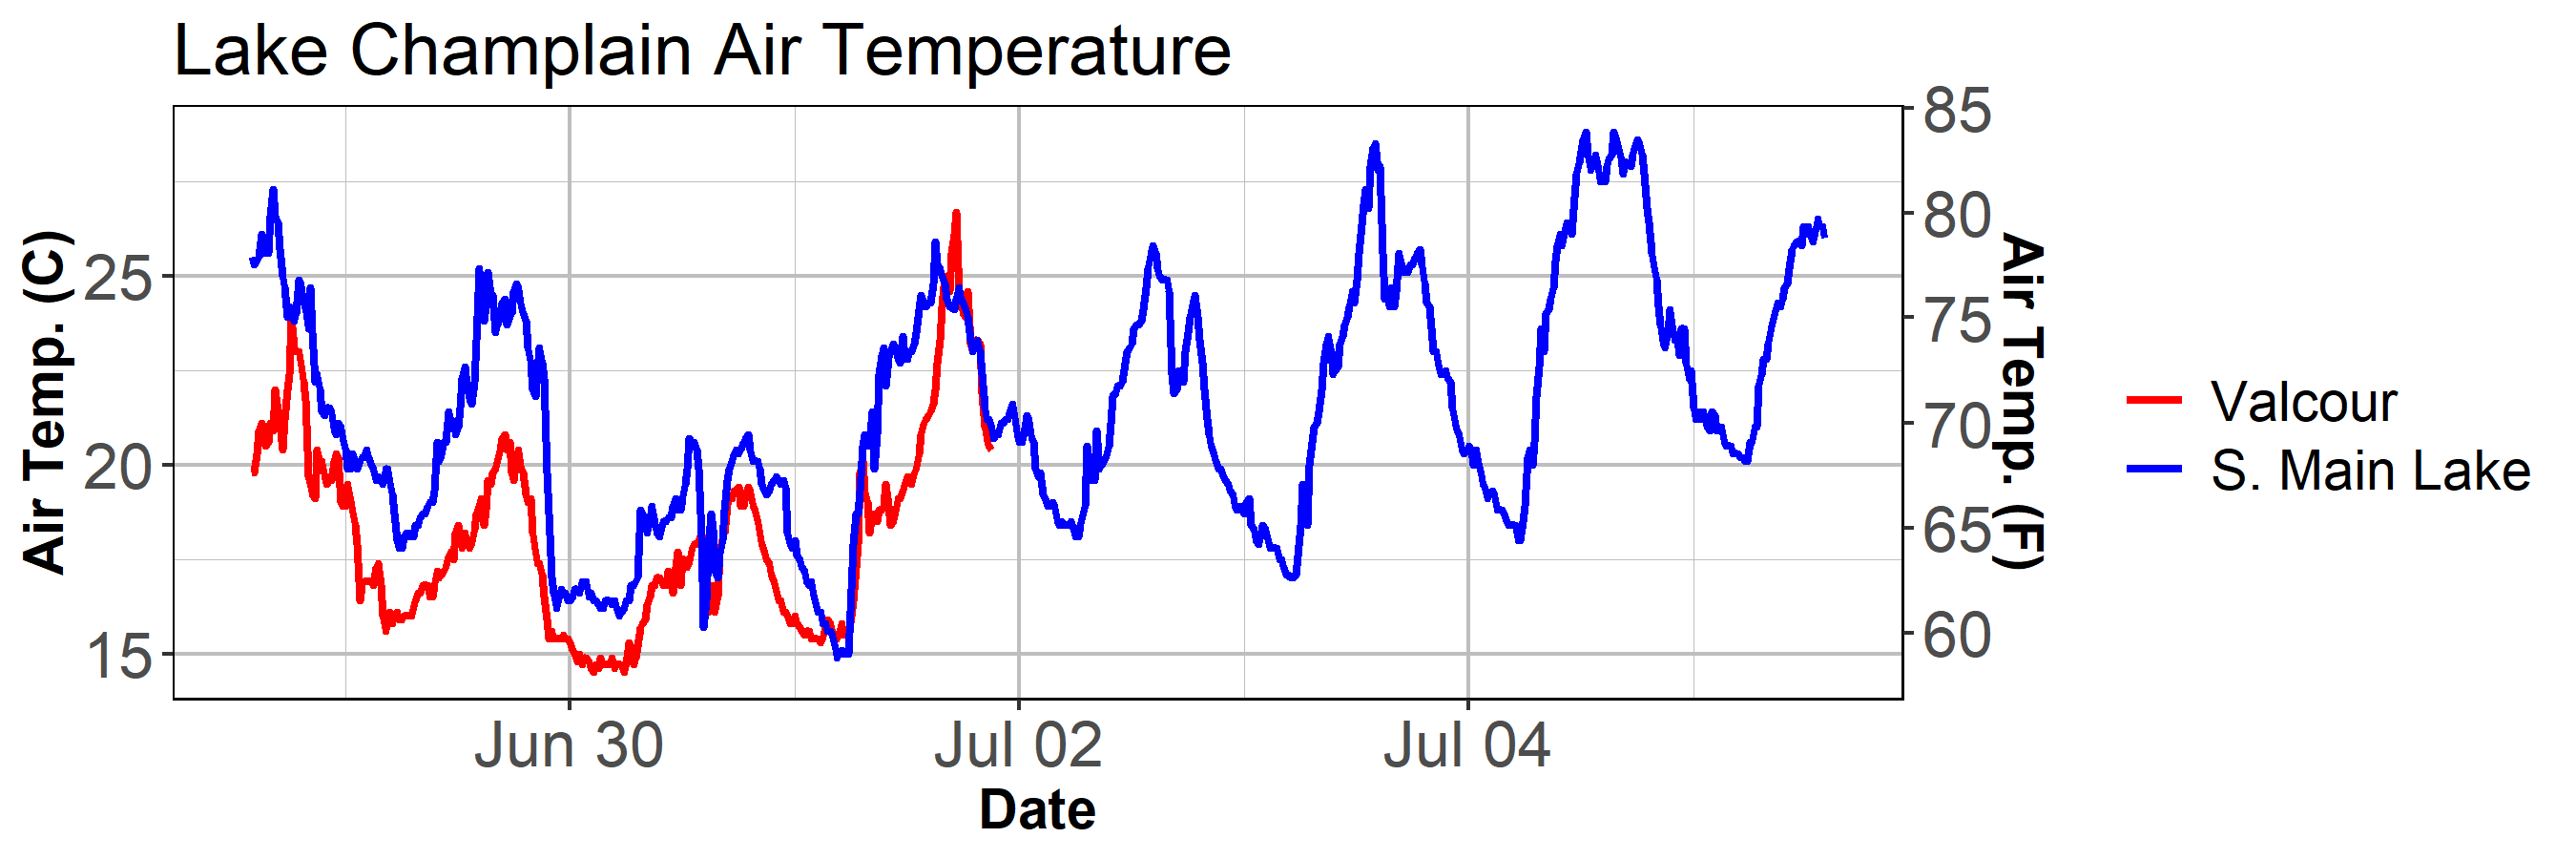 Lake Champlain Air Temperature
Air Temp. (C)
25
20
15
85
80
75
70
65
60
Air Temp. (F)
Jun 30
Jul 02
Jul 04
Date
Valcour
S. Main Lake